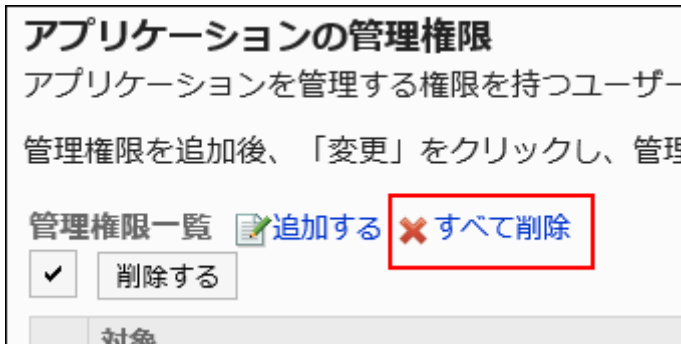 アプリケーションの管理権限
アプリケーションを管理する権限を持つユーザー
管理権限を追加後、「変更」をクリックし、管理
管理権限一覧 追加する すべて削除
削除する
対象